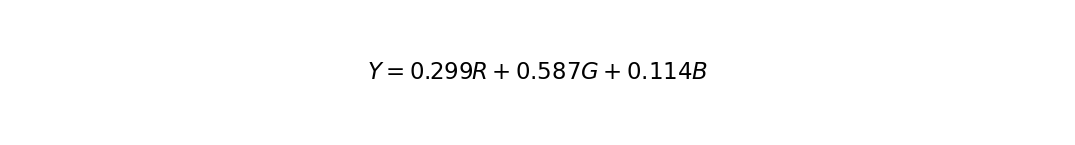 Y = 0.299R + 0.587G + 0.114B